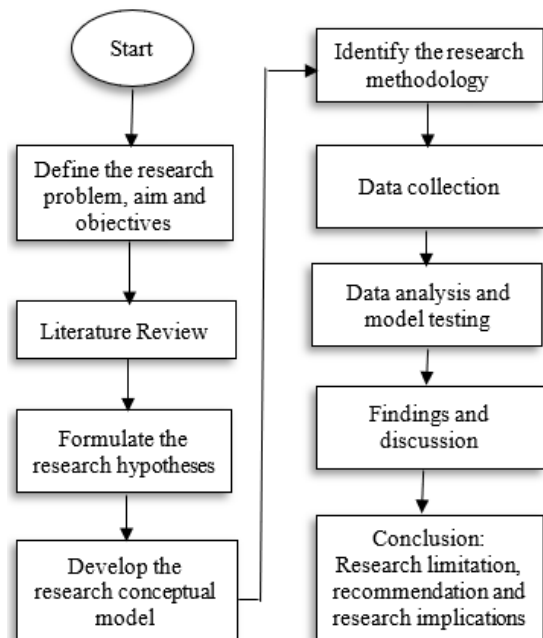 Start
Define the research
problem, aim and
objectives
Literature Review
Formulate the
research hypotheses
Develop the
research conceptual
model
Identify the research
methodology
Data collection
Data analysis and
model testing
Findings and
discussion
Conclusion:
Research limitation,
recommendation and
research implications